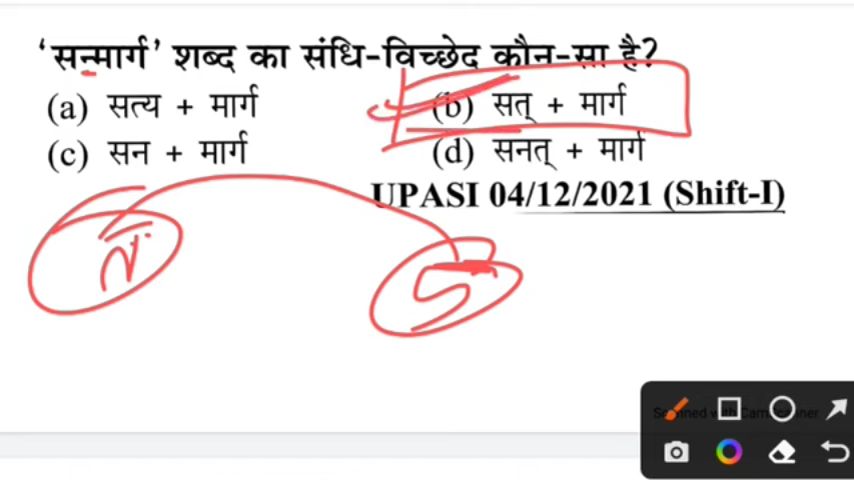 ‘सन्मार्ग’ शब्द का संधि-विच्छेद कौन-सा है?
(a) सत्य + मार्ग (b) सत् + मार्ग
(c) सन + मार्ग (d) सनत् + मार्ग
UPASI 04/12/2021 (Shift-I)